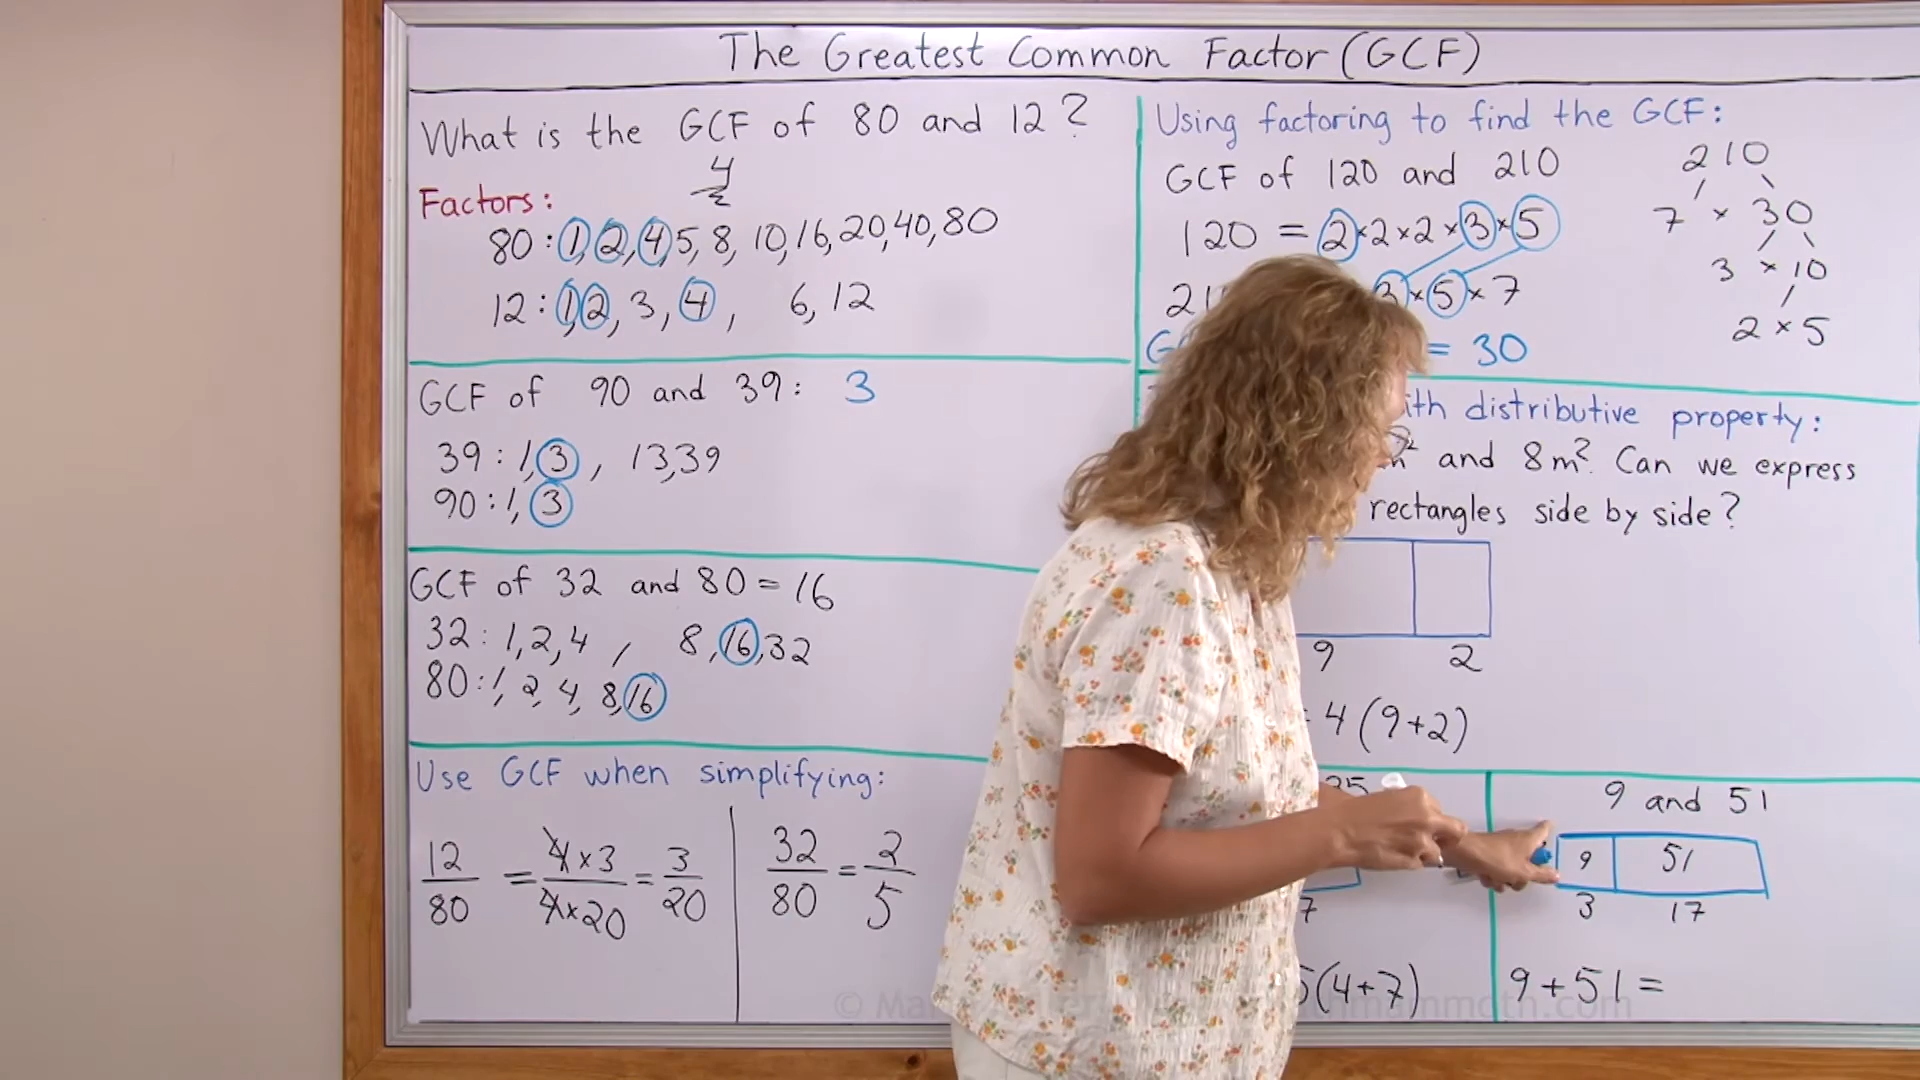 The Greatest Common Factor (GCF)
What is the GCF of 80 and 12?
4
Factors:
80: 1, 2, 4, 5, 8, 10, 16, 20, 40, 80
12: 1, 2, 3, 4, 6, 12
GCF of 90 and 39: 3
39: 1, 3, 13, 39
90: 1, 3
GCF of 32 and 80 = 16
32: 1, 2, 4, 8, 16, 32
80: 1, 2, 4, 8, 16
Use GCF when simplifying:
12/80 = 4×3/4×20 = 3/20
32/80 = 2/5
Using factoring to find the GCF:
GCF of 120 and 210
120 = 2×2×2×3×5
3×5×7
= 30
210
7 × 30
3 × 10
2 × 5
distributive property:
and 8m². Can we express
rectangles side by side?
9 2
4(9+2)
35
7
5(4+7)
9 and 51
9 51
3 17
9+51=